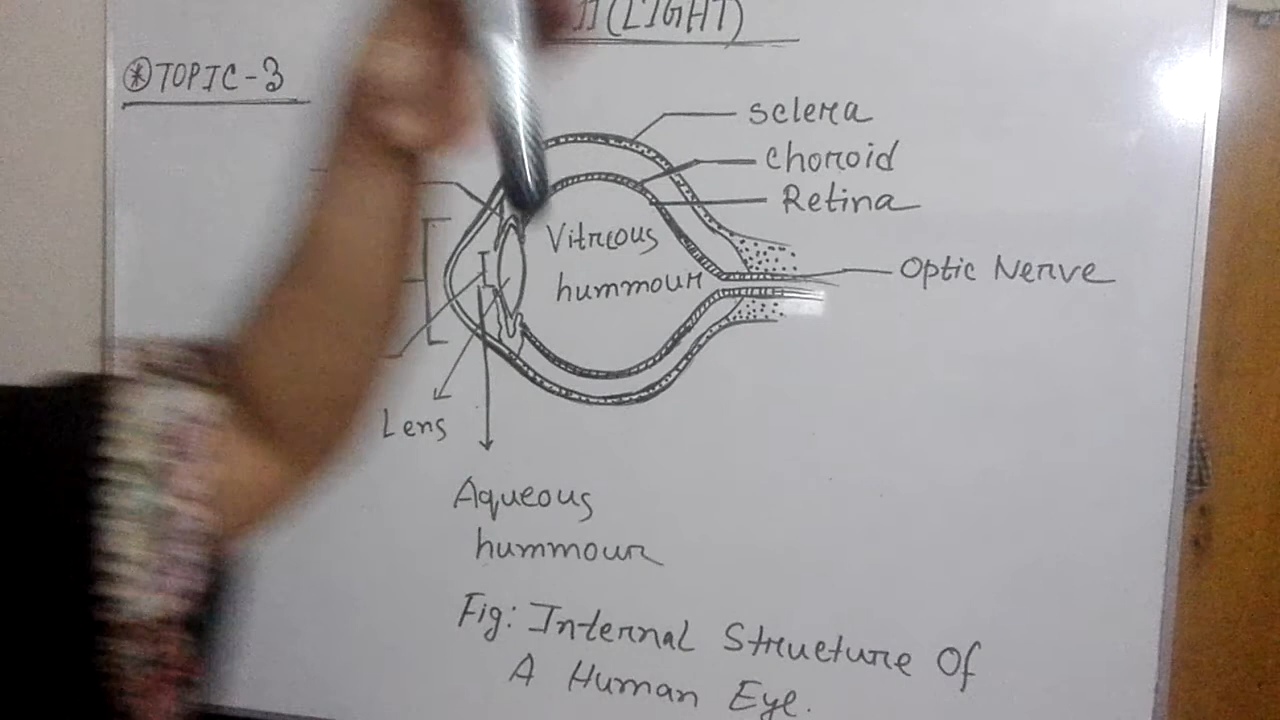 (LIGHT)
* TOPIC-3
Sclera
Choroid
Retina
Vitreous
hummour
Optic Nerve
Lens
Aqueous
hummour
Fig: Internal Structure Of
A Human Eye.